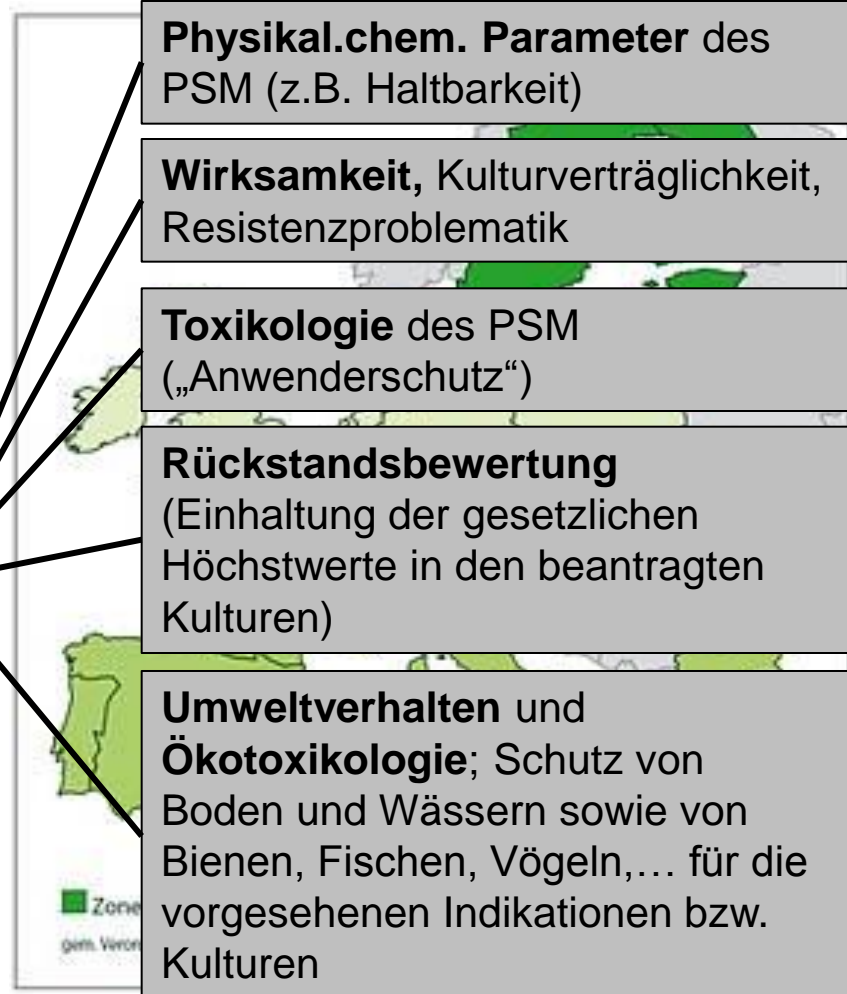 Physikal.chem. Parameter des
PSM (z.B. Haltbarkeit)
Wirksamkeit, Kulturverträglichkeit,
Resistenzproblematik
Toxikologie des PSM
(„Anwenderschutz“)
Rückstandsbewertung
(Einhaltung der gesetzlichen
Höchstwerte in den beantragten
Kulturen)
Umweltverhalten und
Ökotoxikologie; Schutz von
Boden und Wässern sowie von
Bienen, Fischen, Vögeln,… für die
vorgesehenen Indikationen bzw.
Kulturen
Zone
gem. Veron